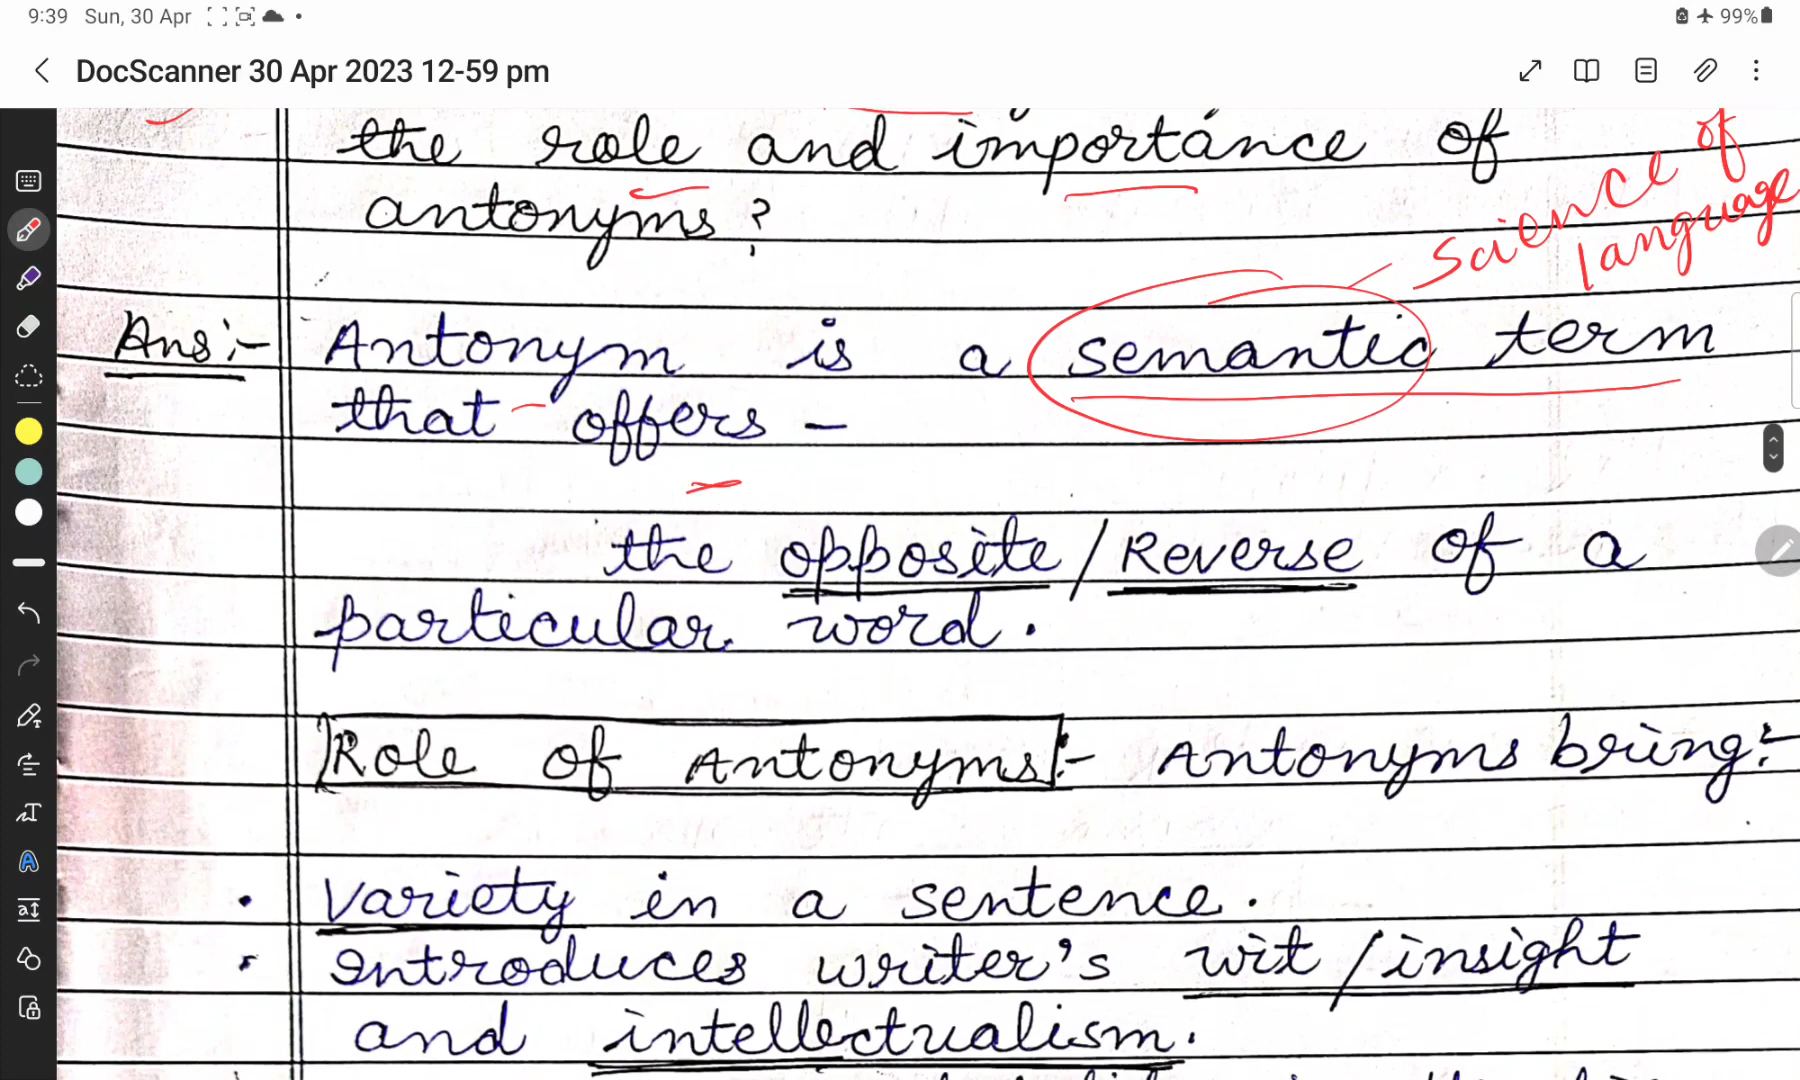 9:39 Sun, 30 Apr
99%
DocScanner 30 Apr 2023 12-59 pm
the role and importance of
antonyms?
science of
language
Ans:- Antonym is a semantic term
that offers -
the opposite / Reverse of a
particular word.
Role of Antonyms:- Antonyms bring:-
• Variety in a sentence.
• Introduces writer's wit / insight
and intellectualism.